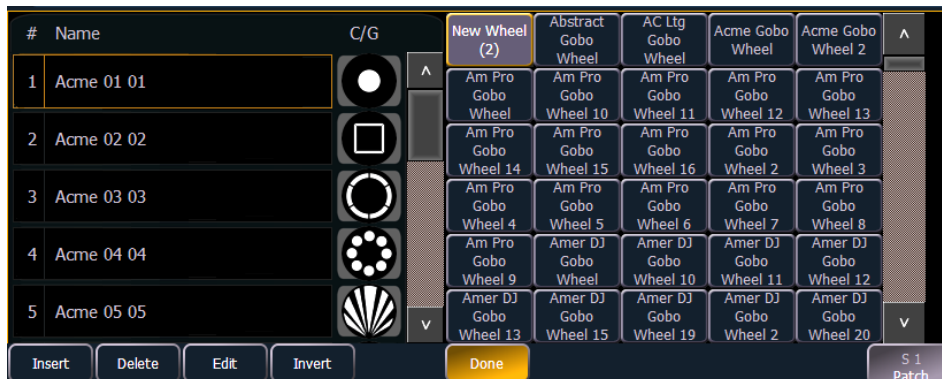 # Name C/G
1 Acme 01 01
2 Acme 02 02
3 Acme 03 03
4 Acme 04 04
5 Acme 05 05
New Wheel
(2)
Abstract
Gobo
Wheel
AC Ltg
Gobo
Wheel
Acme Gobo
Wheel
Acme Gobo
Wheel 2
Am Pro
Gobo
Wheel
Am Pro
Gobo
Wheel 10
Am Pro
Gobo
Wheel 11
Am Pro
Gobo
Wheel 12
Am Pro
Gobo
Wheel 13
Am Pro
Gobo
Wheel 14
Am Pro
Gobo
Wheel 15
Am Pro
Gobo
Wheel 16
Am Pro
Gobo
Wheel 2
Am Pro
Gobo
Wheel 3
Am Pro
Gobo
Wheel 4
Am Pro
Gobo
Wheel 5
Am Pro
Gobo
Wheel 6
Am Pro
Gobo
Wheel 7
Am Pro
Gobo
Wheel 8
Am Pro
Gobo
Wheel 9
Amer DJ
Gobo
Wheel
Amer DJ
Gobo
Wheel 10
Amer DJ
Gobo
Wheel 11
Amer DJ
Gobo
Wheel 12
Amer DJ
Gobo
Wheel 13
Amer DJ
Gobo
Wheel 15
Amer DJ
Gobo
Wheel 19
Amer DJ
Gobo
Wheel 2
Amer DJ
Gobo
Wheel 20
Insert
Delete
Edit
Invert
Done
S 1
Patch